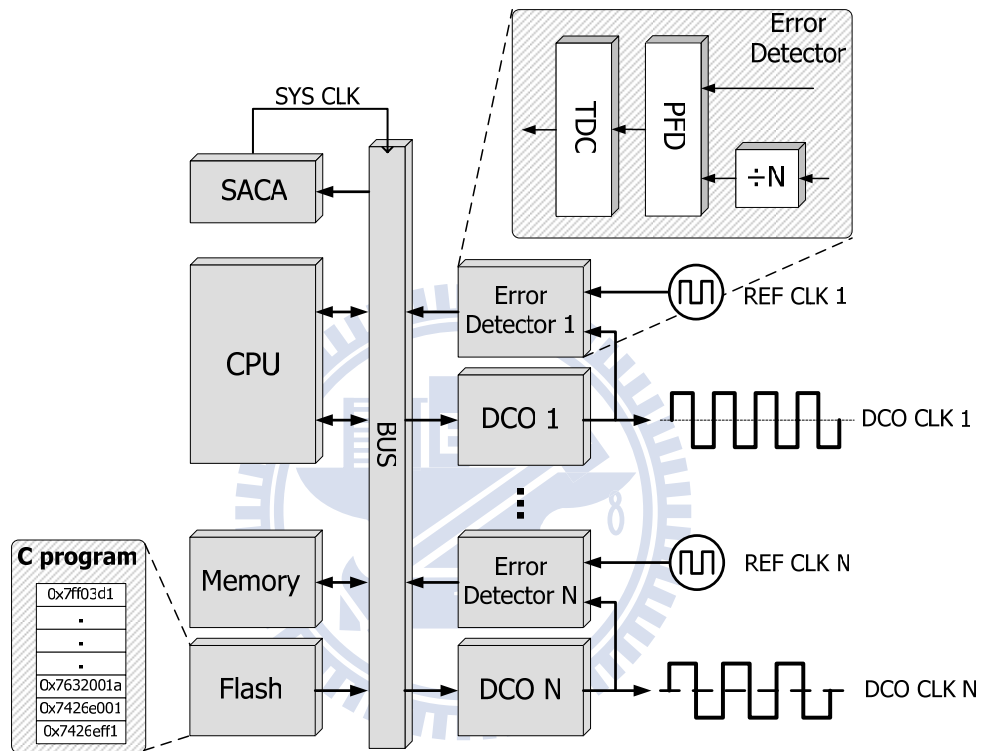 Error
Detector
TDC
PFD
÷N
SYS CLK
SACA
CPU
BUS
Error
Detector 1
REF CLK 1
DCO 1
DCO CLK 1
Memory
Error
Detector N
REF CLK N
Flash
DCO N
DCO CLK N
C program
0x7ff03d1
.
.
.
0x7632001a
0x7426e001
0x7426eff1